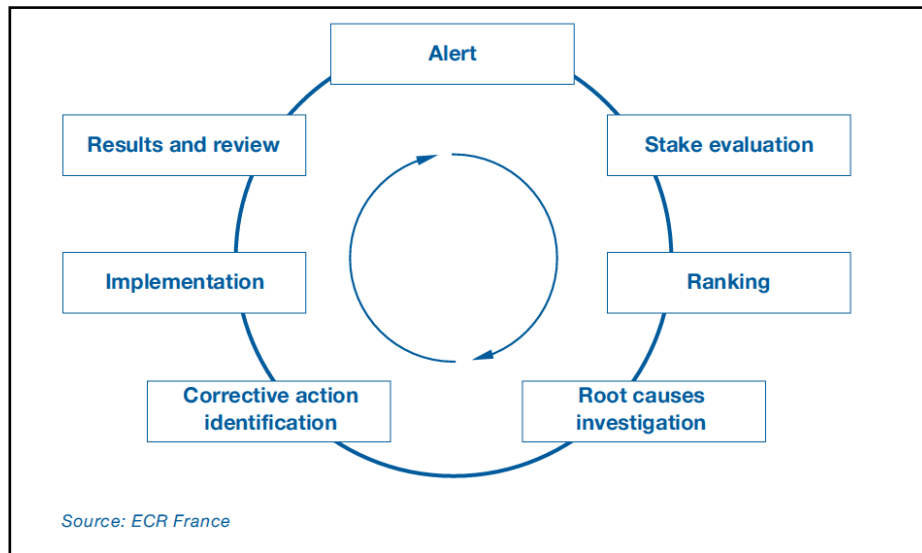 Alert
Results and review
Stake evaluation
Implementation
Ranking
Corrective action
identification
Root causes
investigation
Source: ECR France